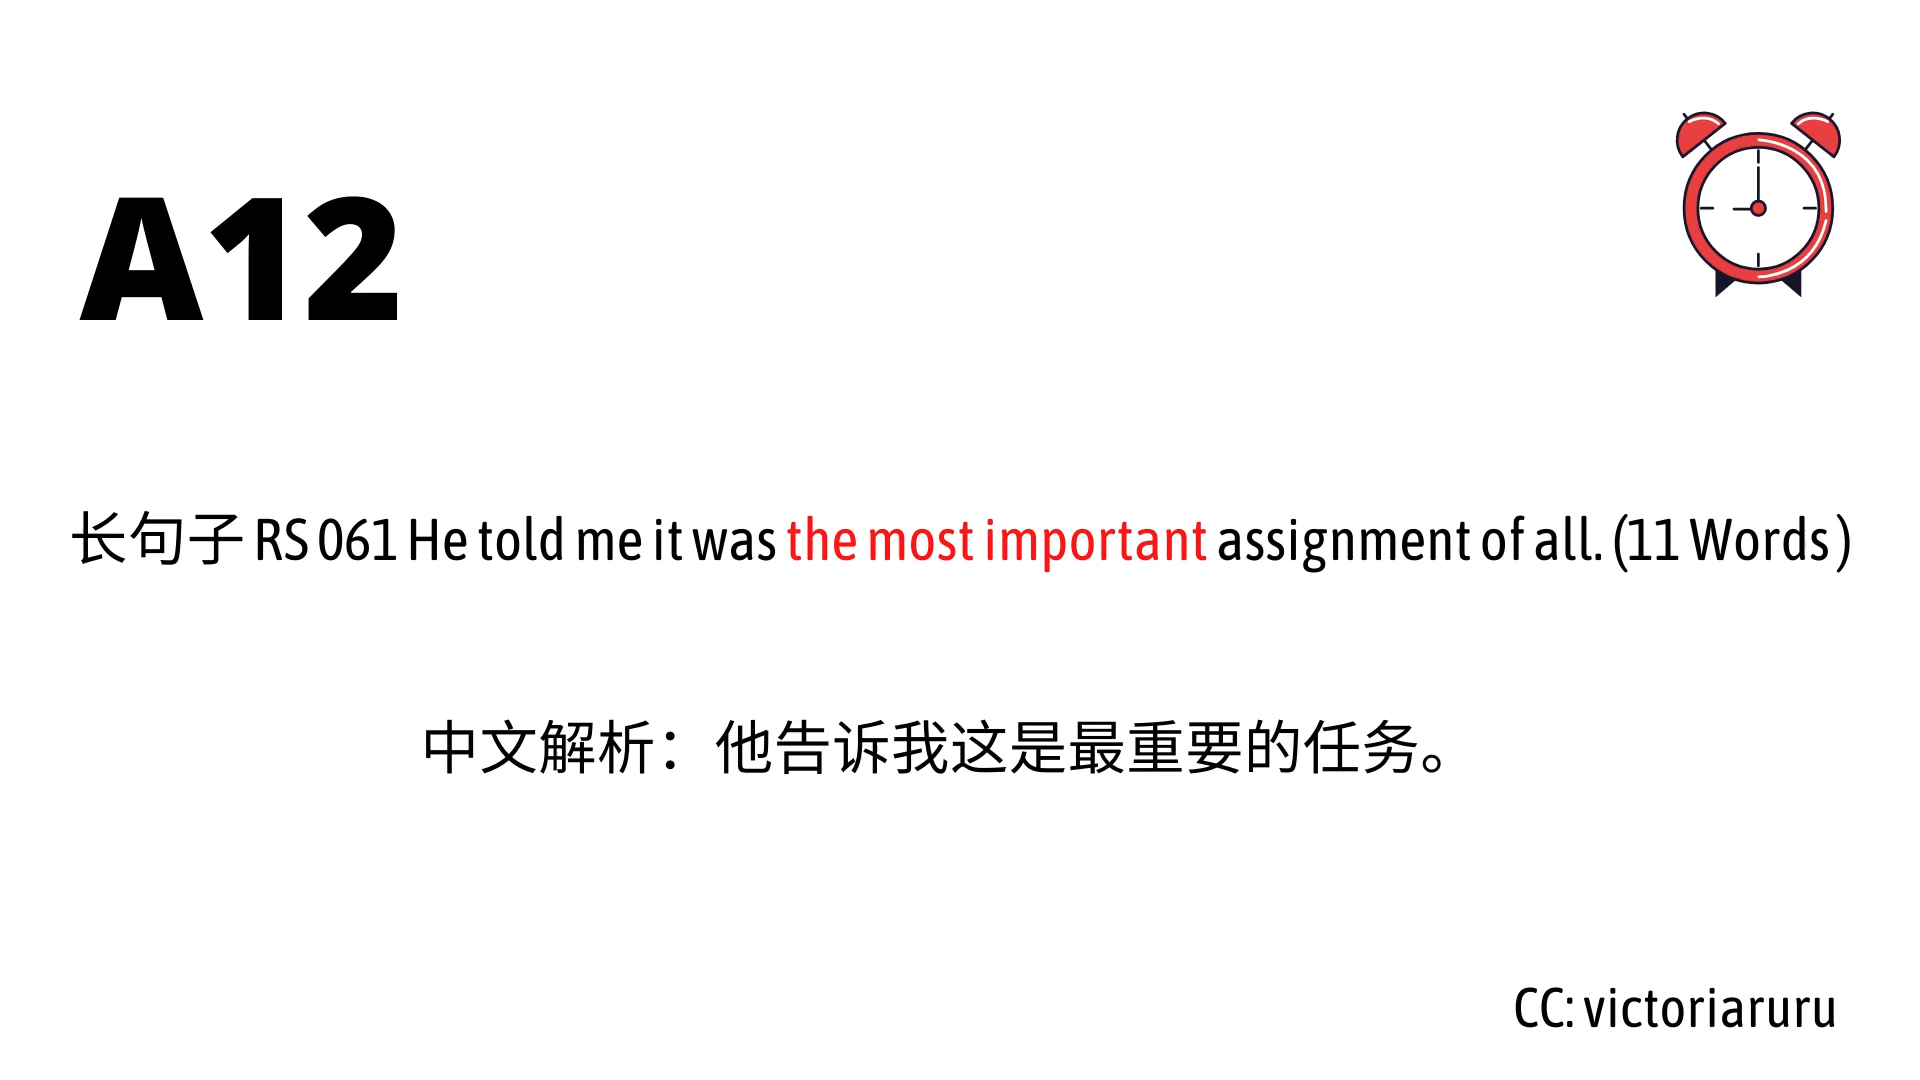 A12
长句子 RS 061 He told me it was the most important assignment of all. (11 Words )
中文解析：他告诉我这是最重要的任务。
CC: victoriaruru